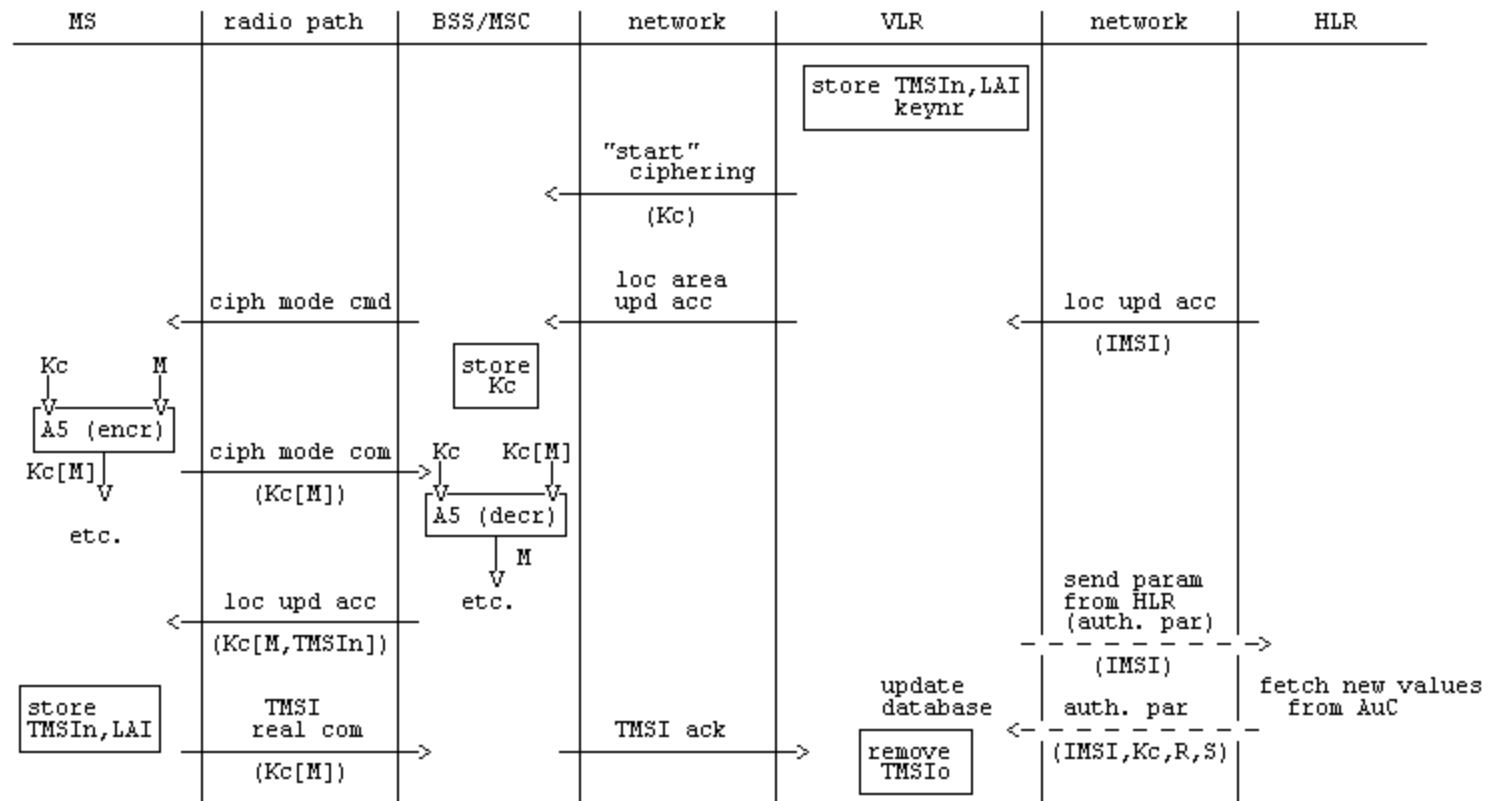 MS radio path BSS/MSC network VLR network HLR
store TMSIn,LAI
keynr
"start"
ciphering
(Kc)
loc area
ciph mode cmd upd acc loc upd acc
(IMSI)
Kc M store
Kc
A5 (encr)
ciph mode com Kc Kc[M]
Kc[M]
(Kc[M])
A5 (decr)
etc.
M
send param
loc upd acc etc. from HLR
(auth. par)
(Kc[M,TMSIn])
(IMSI)
update fetch new values
store TMSI database auth. par from AuC
TMSIn,LAI real com TMSI ack
remove (IMSI,Kc,R,S)
(Kc[M]) TMSIo